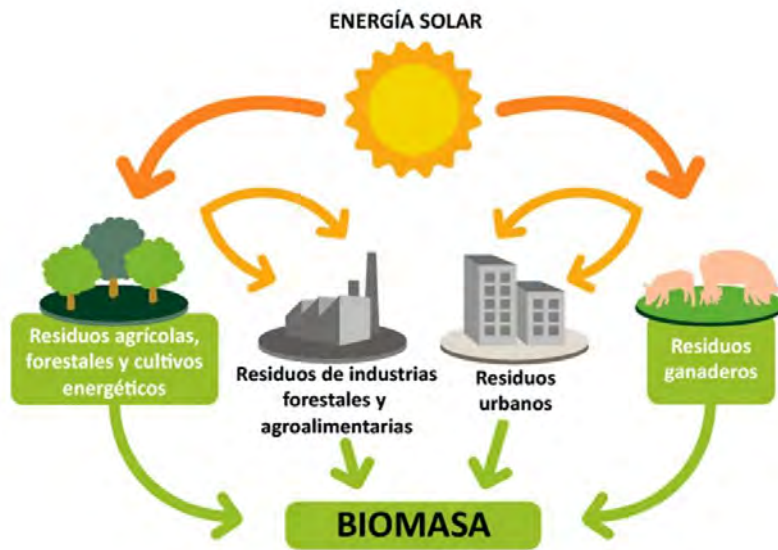 ENERGÍA SOLAR
Residuos agrícolas,
forestales y cultivos
energéticos
Residuos de industrias
forestales y
agroalimentarias
Residuos
urbanos
Residuos
ganaderos
BIOMASA